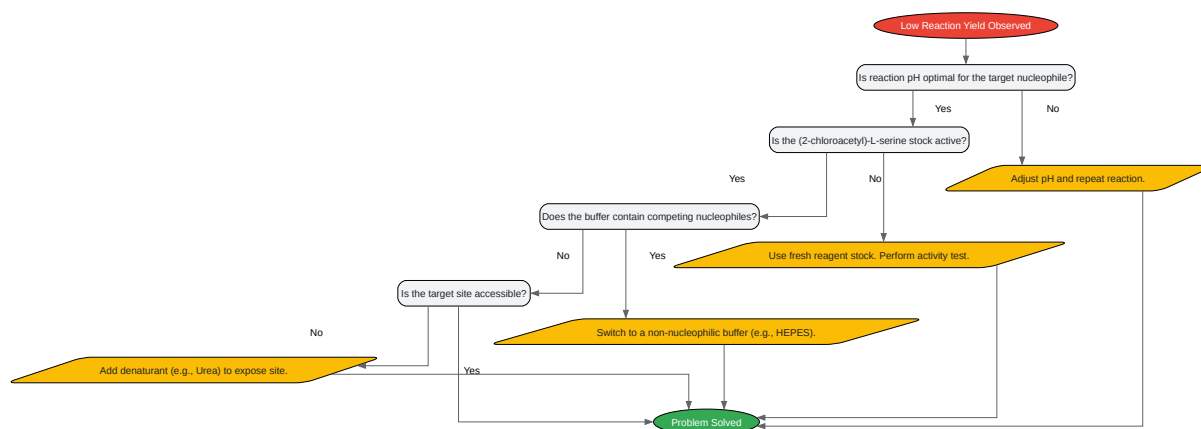 Low Reaction Yield Observed
Is reaction pH optimal for the target nucleophile?
Yes
No
Is the (2-chloroacetyl)-L-serine stock active?
Yes
No
Adjust pH and repeat reaction.
Does the buffer contain competing nucleophiles?
No
Yes
Use fresh reagent stock. Perform activity test.
Is the target site accessible?
No
Switch to a non-nucleophilic buffer (e.g., HEPES).
Add denaturant (e.g., Urea) to expose site.
Yes
Problem Solved